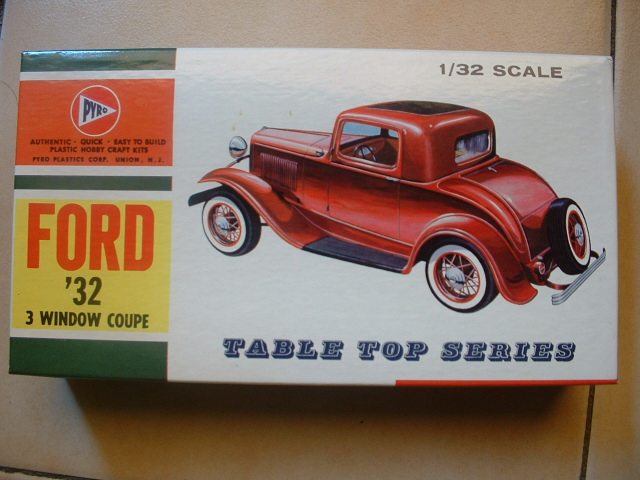 1/32 SCALE
PYRO
AUTHENTIC · QUICK · EASY TO BUILD
PLASTIC HOBBY CRAFT KITS
PYRO PLASTICS CORP. UNION, N. J.
FORD
'32
3 WINDOW COUPE
TABLE TOP SERIES